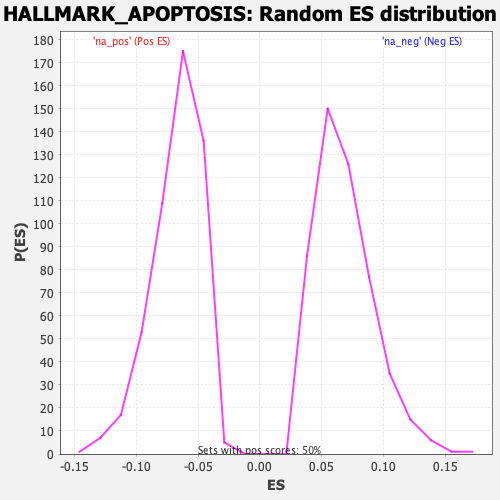 HALLMARK_APOPTOSIS: Random ES distribution
'na_pos' (Pos ES)
'na_neg' (Neg ES)
180
170
160
150
140
130
120
110
100
90
80
70
60
50
40
30
20
10
0
P(ES)
Sets with pos scores: 50%
-0.15 -0.10 -0.05 0.00 0.05 0.10 0.15
ES